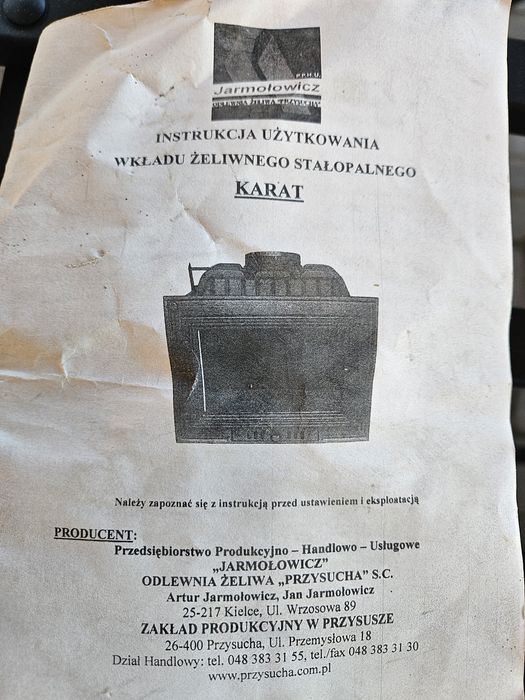 P.P.H.U.
Jarmołowicz
ODLEWNIA ŻELIWA PRZYSUCHA
INSTRUKCJA UŻYTKOWANIA
WKŁADU ŻELIWNEGO STAŁOPALNEGO
KARAT
Należy zapoznać się z instrukcją przed ustawieniem i eksploatacją
PRODUCENT:
Przedsiębiorstwo Produkcyjno – Handlowo – Usługowe
„JARMOŁOWICZ"
ODLEWNIA ŻELIWA „PRZYSUCHA" S.C.
Artur Jarmołowicz, Jan Jarmołowicz
25-217 Kielce, Ul. Wrzosowa 89
ZAKŁAD PRODUKCYJNY W PRZYSUSZE
26-400 Przysucha, Ul. Przemysłowa 18
Dział Handlowy: tel. 048 383 31 55, tel./fax 048 383 31 30
www.przysucha.com.pl